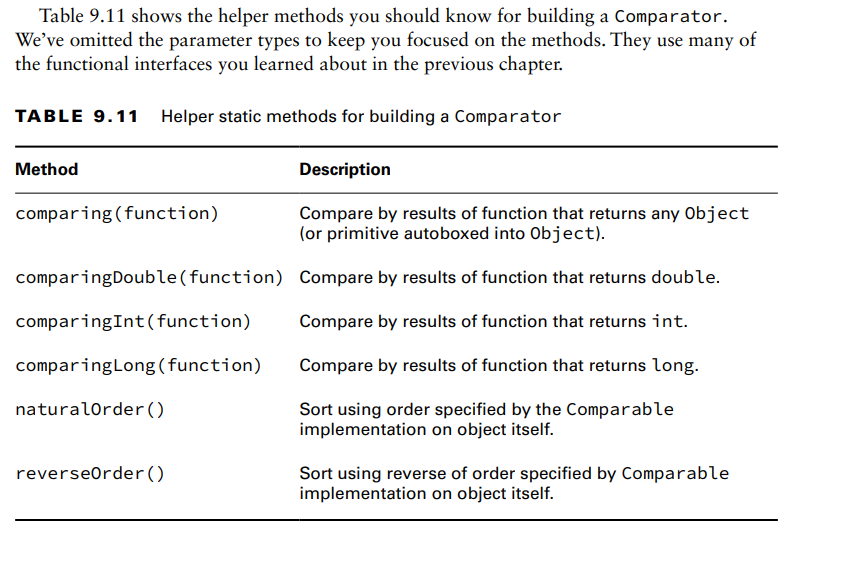 Table 9.11 shows the helper methods you should know for building a Comparator.
We’ve omitted the parameter types to keep you focused on the methods. They use many of
the functional interfaces you learned about in the previous chapter.
TABLE 9.11 Helper static methods for building a Comparator
Method Description
comparing(function) Compare by results of function that returns any Object
(or primitive autoboxed into Object).
comparingDouble(function) Compare by results of function that returns double.
comparingInt(function) Compare by results of function that returns int.
comparingLong(function) Compare by results of function that returns long.
naturalOrder() Sort using order specified by the Comparable
implementation on object itself.
reverseOrder() Sort using reverse of order specified by Comparable
implementation on object itself.